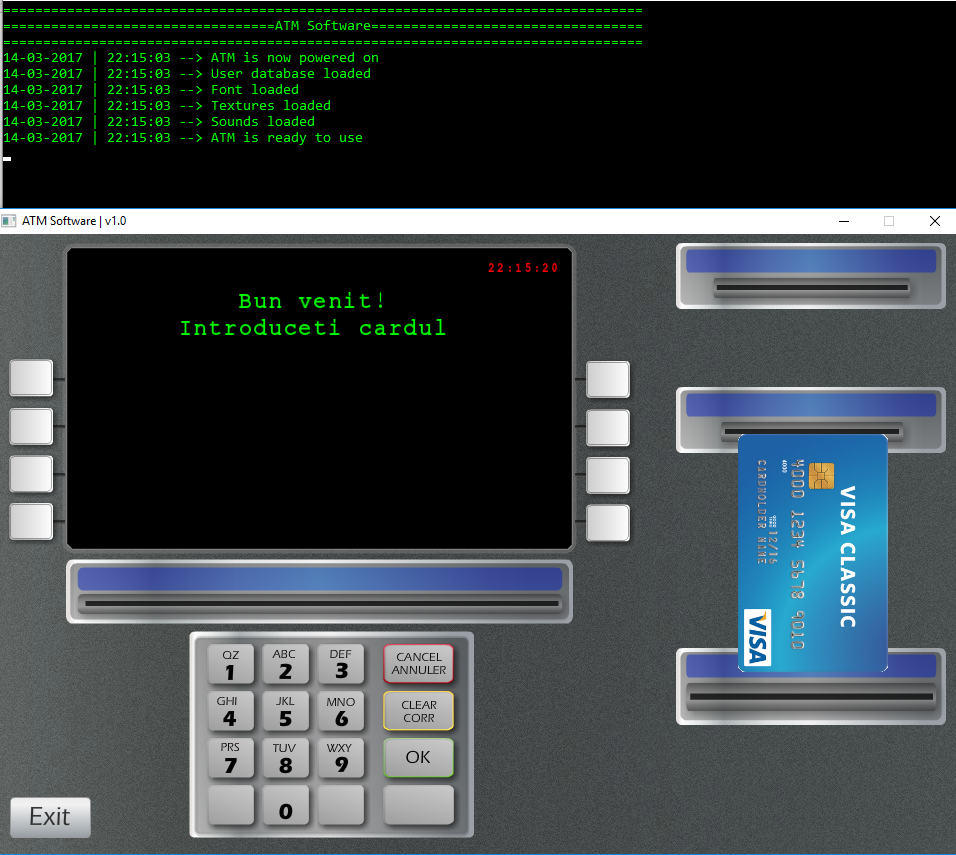 ================================================================================
==================================ATM Software==================================
================================================================================
14-03-2017 | 22:15:03 --> ATM is now powered on
14-03-2017 | 22:15:03 --> User database loaded
14-03-2017 | 22:15:03 --> Font loaded
14-03-2017 | 22:15:03 --> Textures loaded
14-03-2017 | 22:15:03 --> Sounds loaded
14-03-2017 | 22:15:03 --> ATM is ready to use
ATM Software | v1.0
22:15:20
Bun venit!
Introduceti cardul
VISA CLASSIC
4000 1234 5678 9010
4000
12/15
CARDHOLDER NAME
VISA
QZ
1
ABC
2
DEF
3
CANCEL
ANNULER
GHI
4
JKL
5
MNO
6
CLEAR
CORR
PRS
7
TUV
8
WXY
9
OK
0
Exit